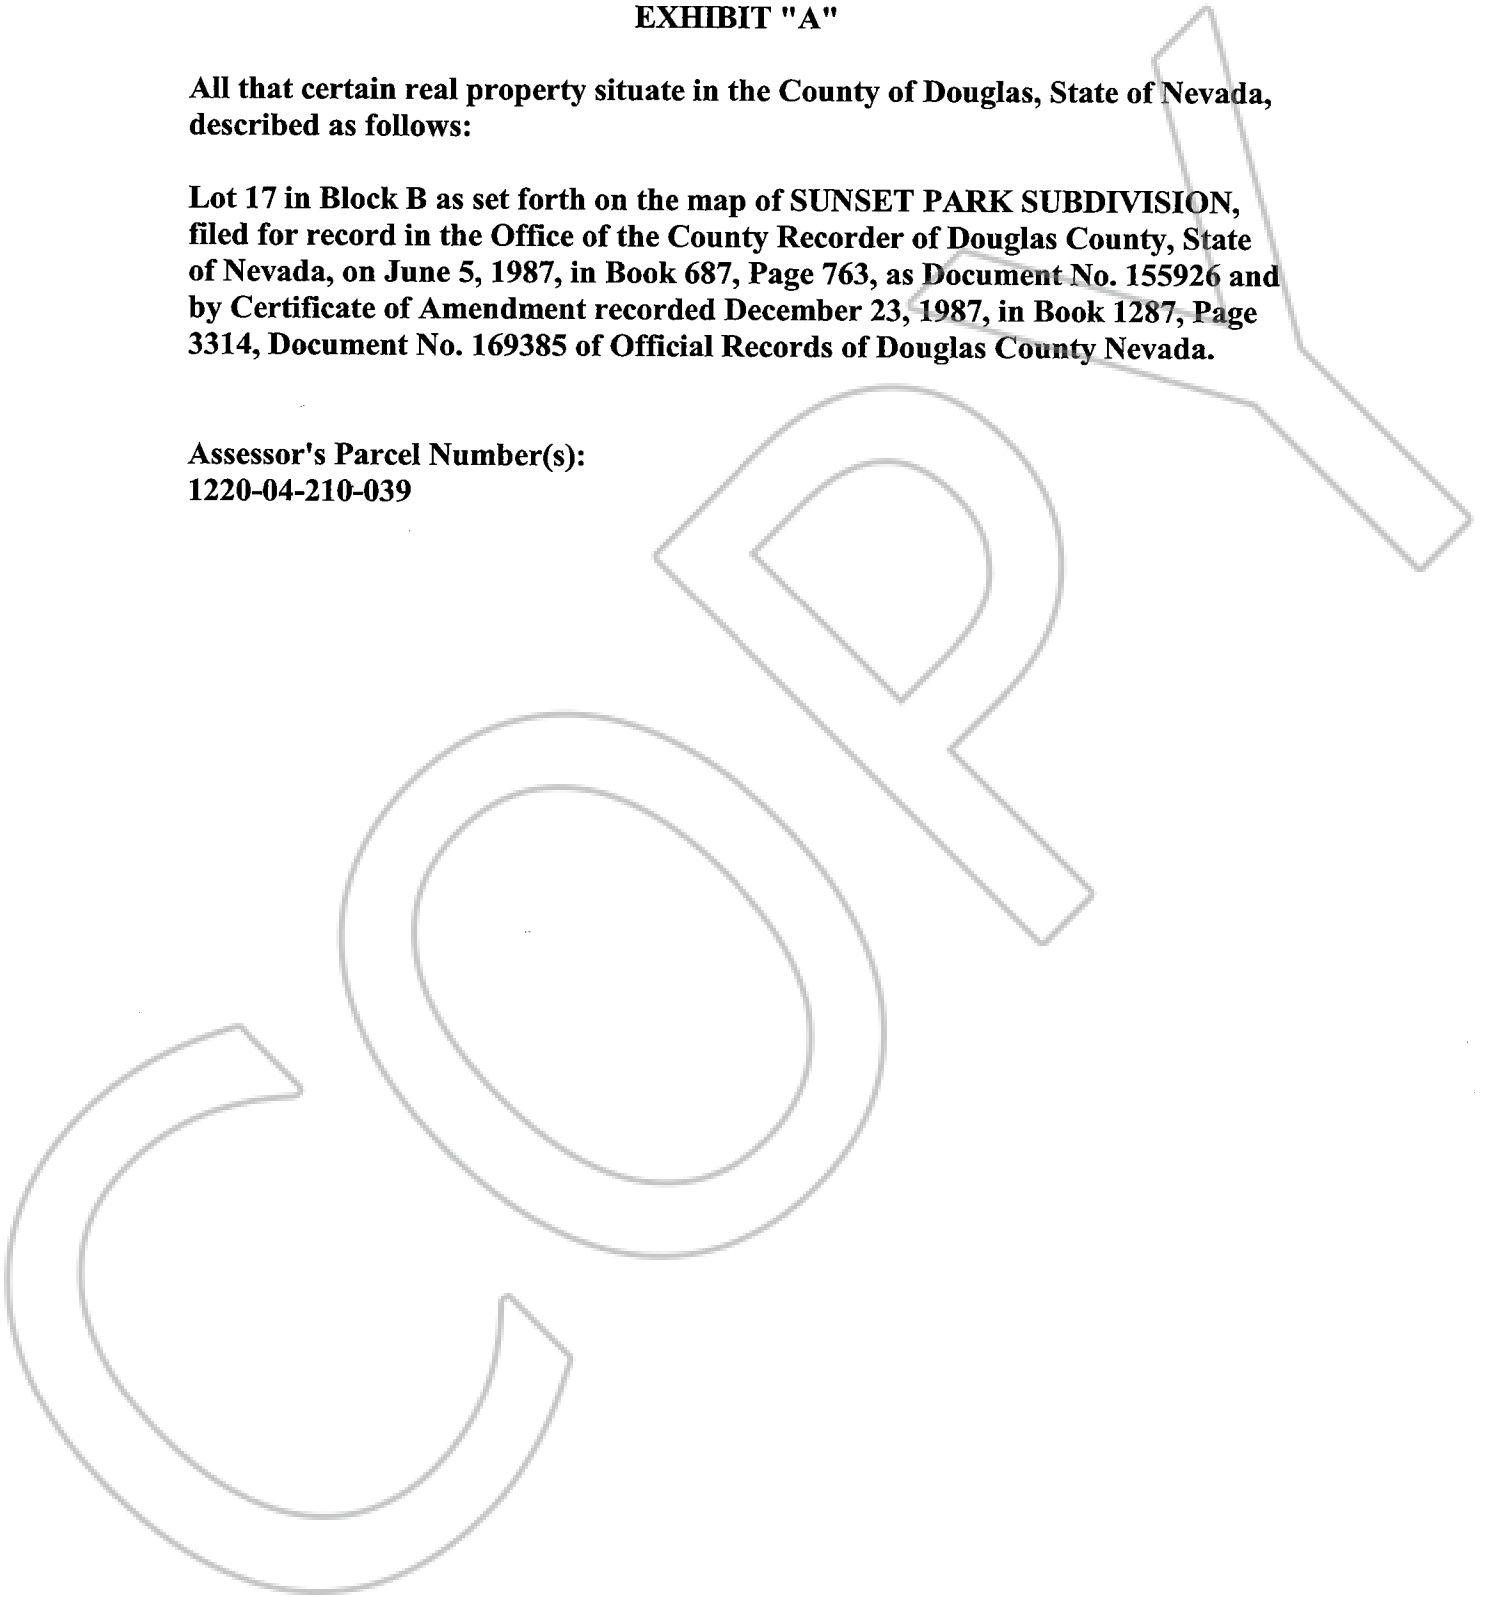 EXHIBIT "A"
All that certain real property situate in the County of Douglas, State of Nevada,
described as follows:
Lot 17 in Block B as set forth on the map of SUNSET PARK SUBDIVISION,
filed for record in the Office of the County Recorder of Douglas County, State
of Nevada, on June 5, 1987, in Book 687, Page 763, as Document No. 155926 and
by Certificate of Amendment recorded December 23, 1987, in Book 1287, Page
3314, Document No. 169385 of Official Records of Douglas County Nevada.
Assessor's Parcel Number(s):
1220-04-210-039
COPY